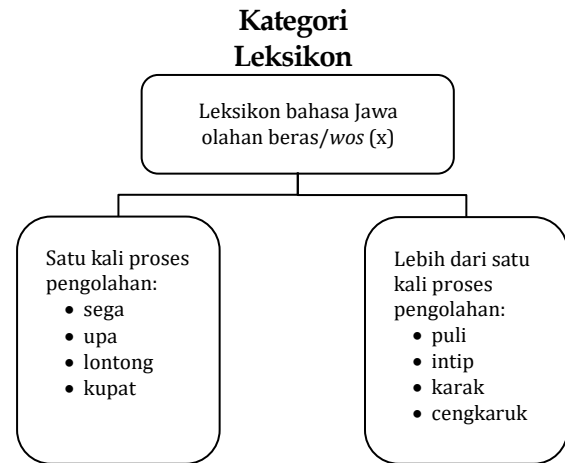 Kategori
Leksikon
Leksikon bahasa Jawa
olahan beras/wos (x)
Satu kali proses
pengolahan:
• sega
• upa
• lontong
• kupat
Lebih dari satu
kali proses
pengolahan:
• puli
• intip
• karak
• cengkaruk